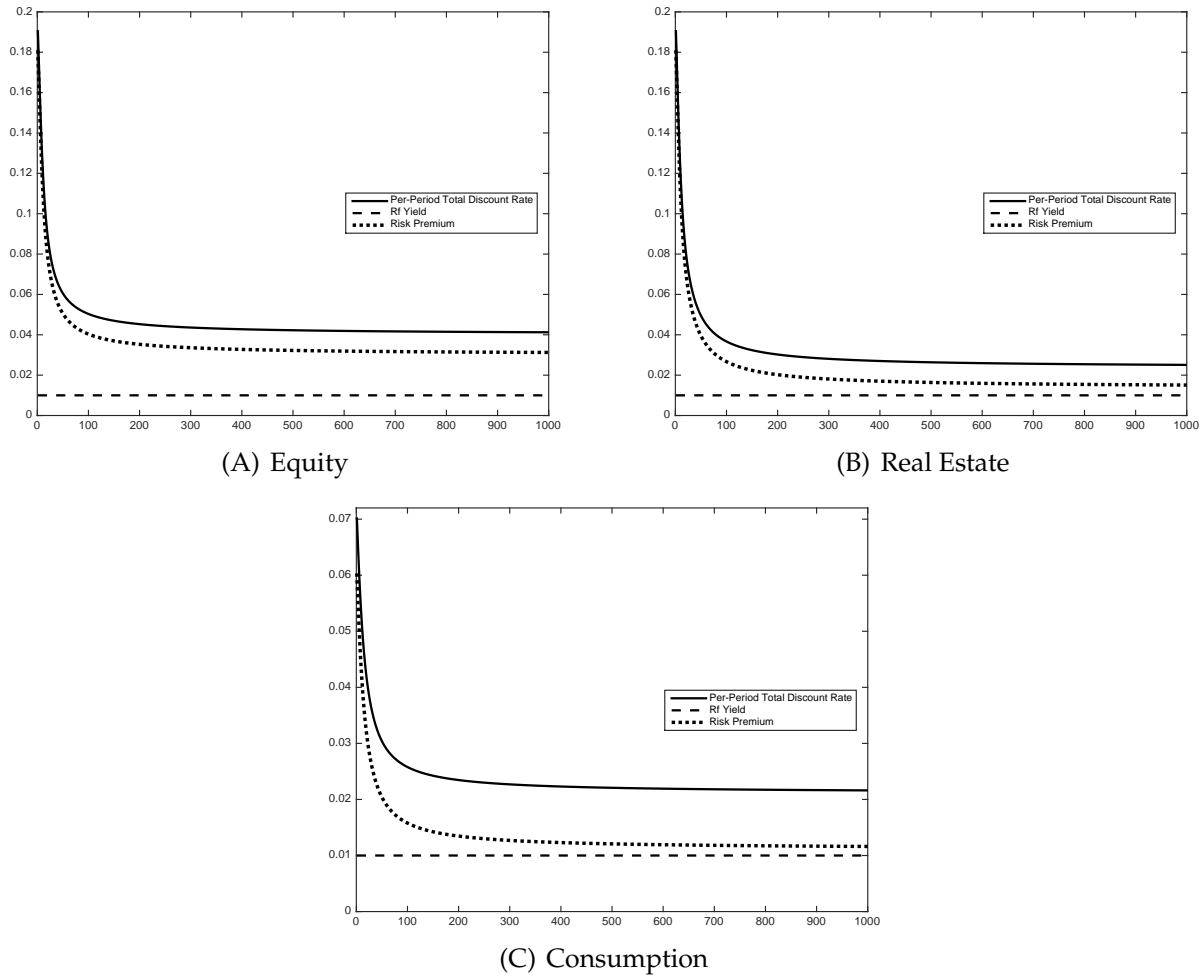 0.2
0.18
0.16
0.14
0.12
0.1
0.08
0.06
0.04
0.02
0
0 100 200 300 400 500 600 700 800 900 1000
Per-Period Total Discount Rate
Rf Yield
Risk Premium
(A) Equity
0.2
0.18
0.16
0.14
0.12
0.1
0.08
0.06
0.04
0.02
0
0 100 200 300 400 500 600 700 800 900 1000
Per-Period Total Discount Rate
Rf Yield
Risk Premium
(B) Real Estate
0.07
0.06
0.05
0.04
0.03
0.02
0.01
0
0 100 200 300 400 500 600 700 800 900 1000
Per-Period Total Discount Rate
Rf Yield
Risk Premium
(C) Consumption